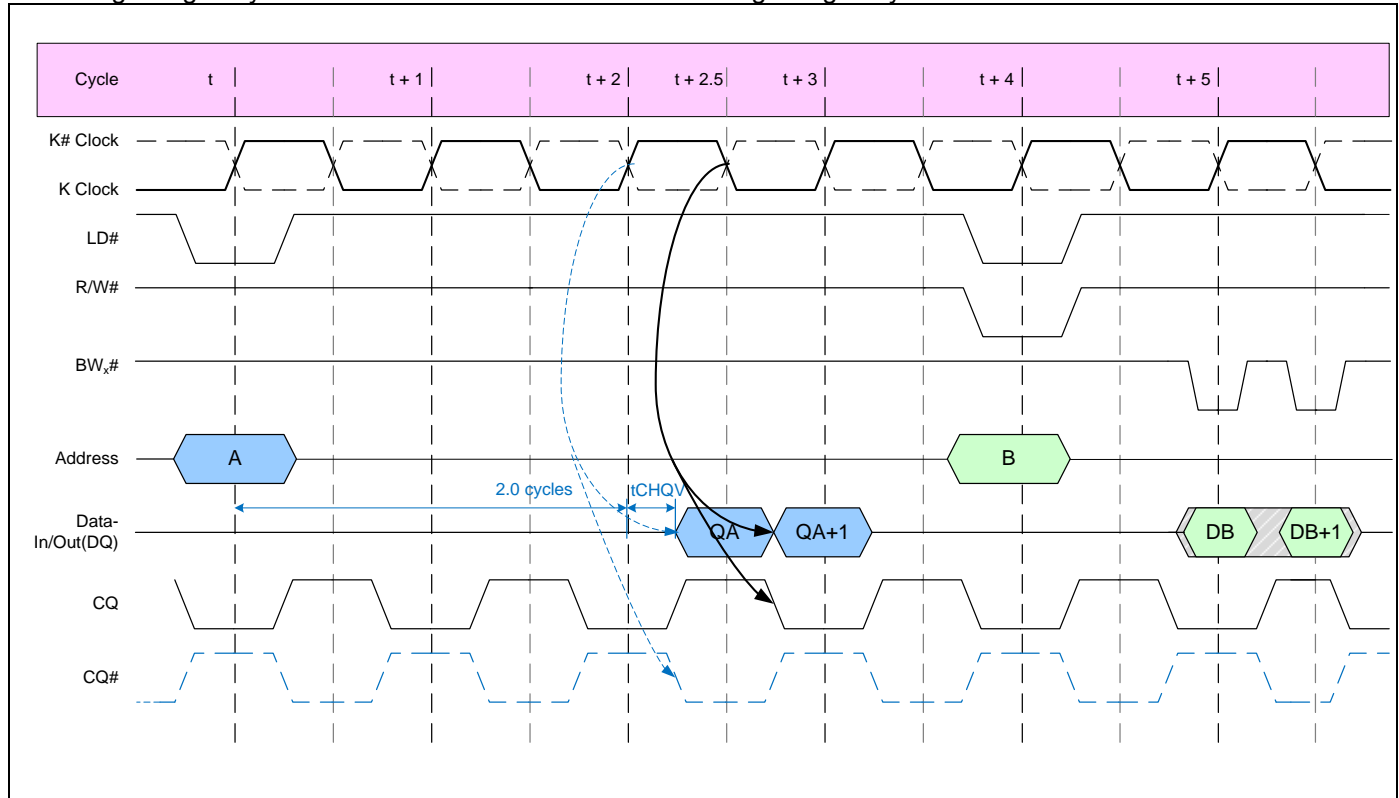 Cycle t t + 1 t + 2 t + 2.5 t + 3 t + 4 t + 5
K# Clock
K Clock
LD#
R/W#
BWx#
Address A B
2.0 cycles tCHQV
Data-
In/Out(DQ) QA QA+1 DB DB+1
CQ
CQ#